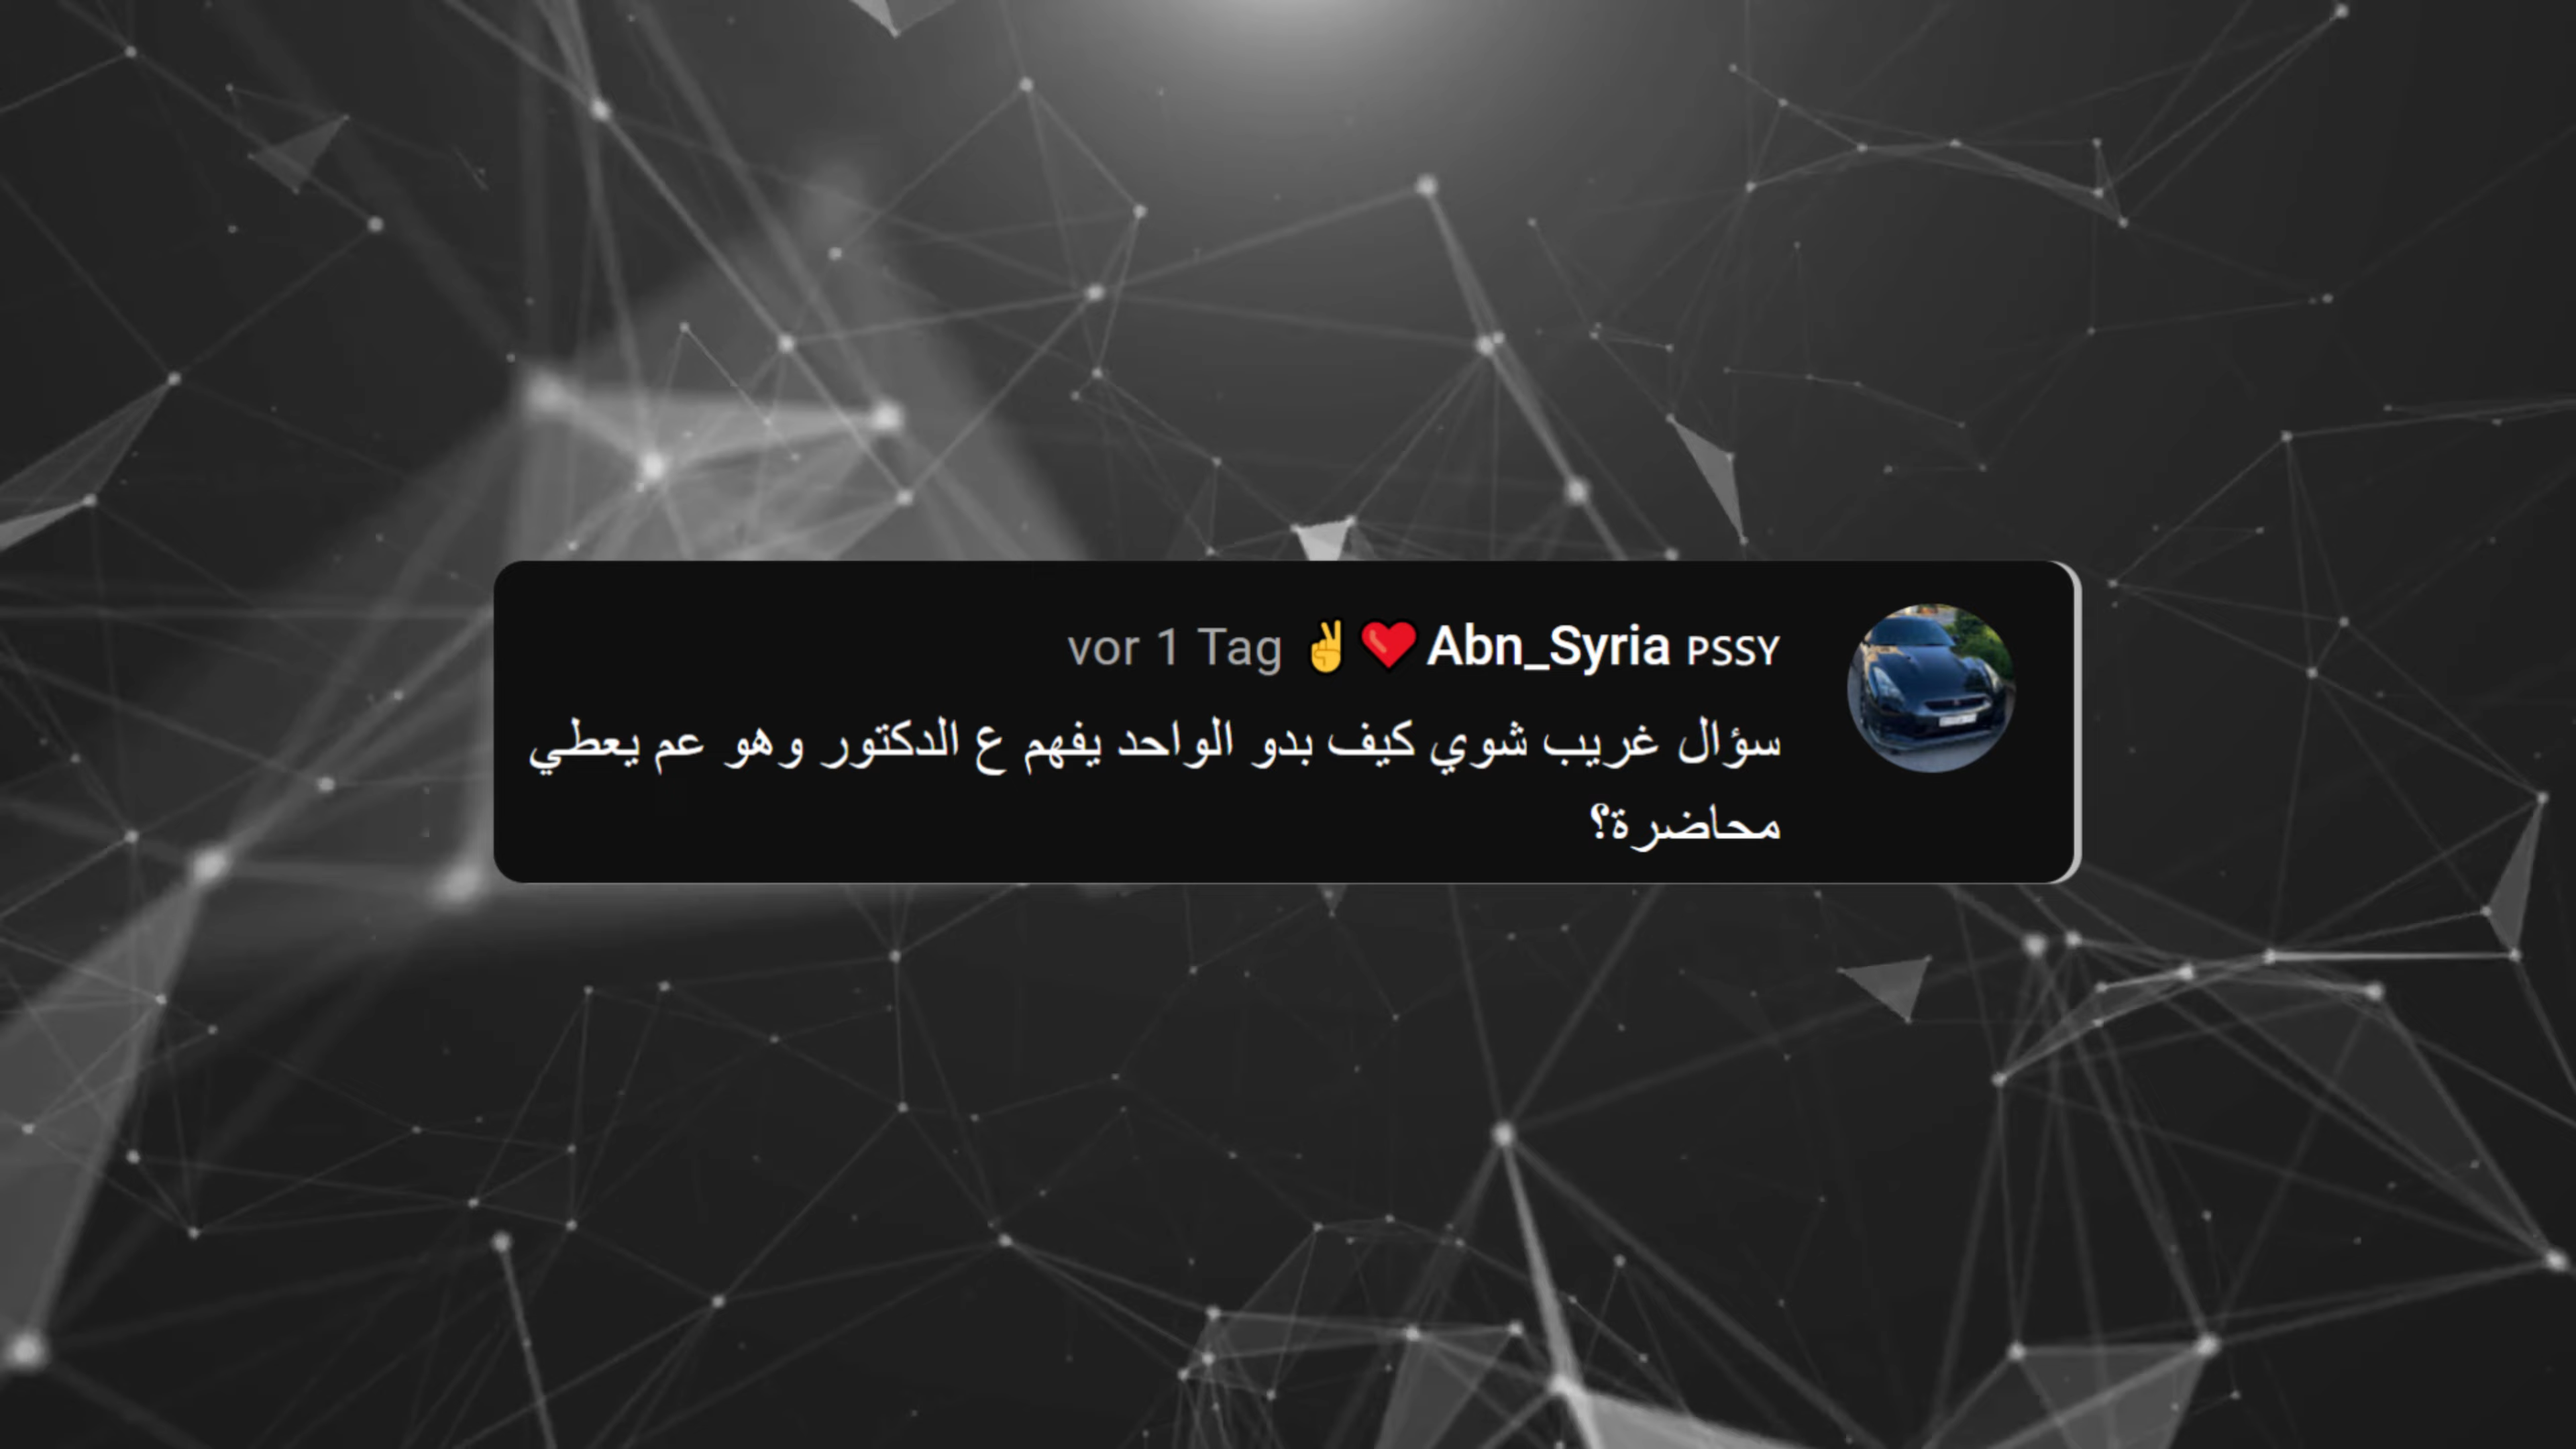 Abn_Syria PSSY ❤️✌️ vor 1 Tag
سؤال غريب شوي كيف بدو الواحد يفهم ع الدكتور وهو عم يعطي
محاضرة؟